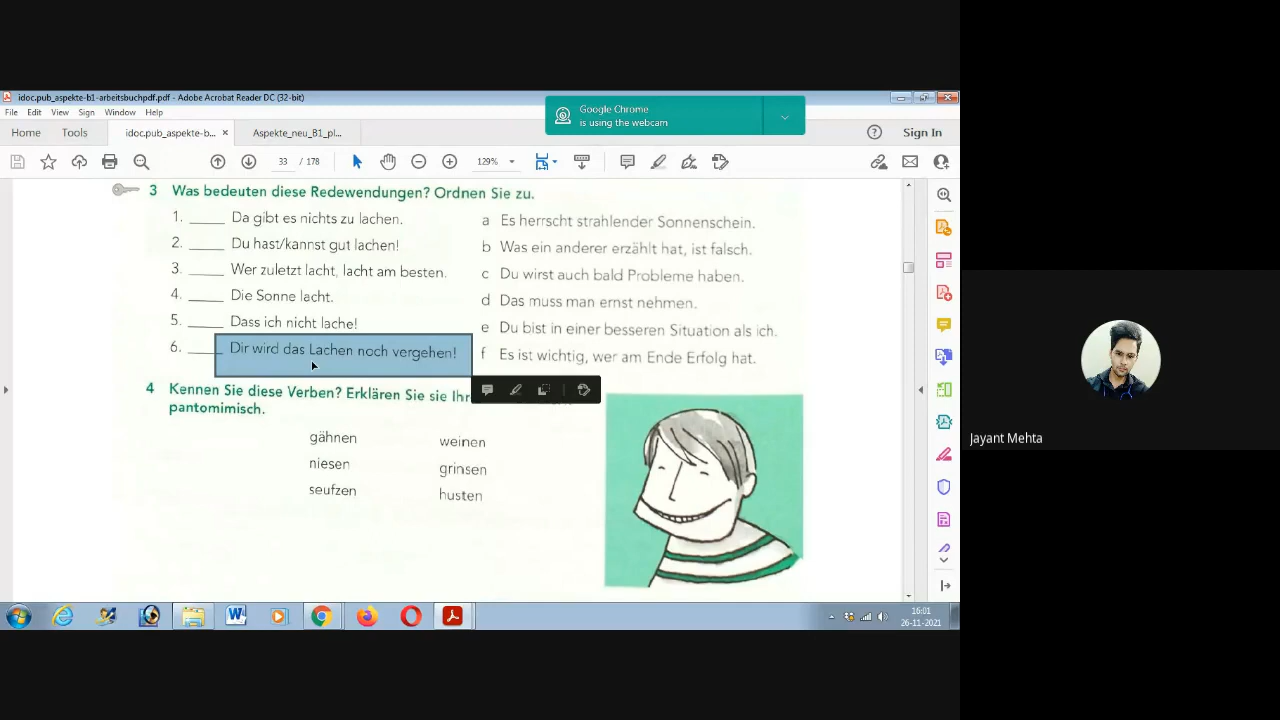 idoc.pub_aspekte-b1-arbeitsbuchpdf.pdf - Adobe Acrobat Reader DC (32-bit)
Google Chrome
is using the webcam
File Edit View Sign Window Help
Home Tools idoc.pub_aspekte-b... × Aspekte_neu_B1_pl... Sign In
33 / 178 129%
3 Was bedeuten diese Redewendungen? Ordnen Sie zu.
1. ____ Da gibt es nichts zu lachen.
2. ____ Du hast/kannst gut lachen!
3. ____ Wer zuletzt lacht, lacht am besten.
4. ____ Die Sonne lacht.
5. ____ Dass ich nicht lache!
6. ____ Dir wird das Lachen noch vergehen!
a Es herrscht strahlender Sonnenschein.
b Was ein anderer erzählt hat, ist falsch.
c Du wirst auch bald Probleme haben.
d Das muss man ernst nehmen.
e Du bist in einer besseren Situation als ich.
f Es ist wichtig, wer am Ende Erfolg hat.
4 Kennen Sie diese Verben? Erklären Sie sie Ihr
pantomimisch.
gähnen weinen
niesen grinsen
seufzen husten
Jayant Mehta
16:01
26-11-2021